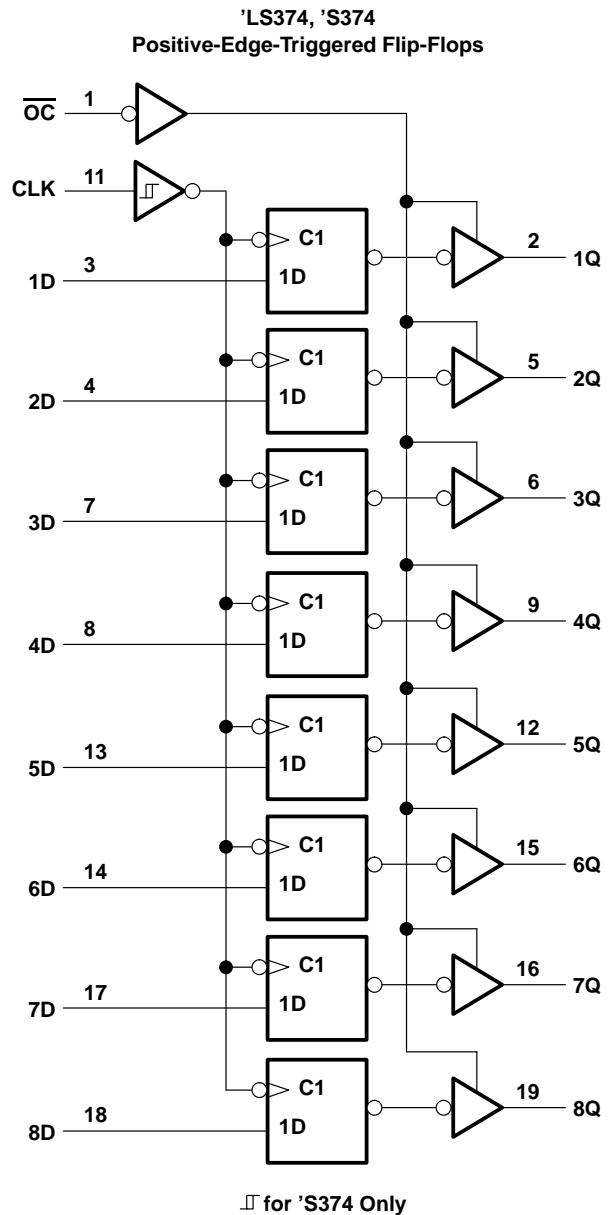 ’LS374, ’S374
Positive-Edge-Triggered Flip-Flops
OC 1
CLK 11
C1
1D 3 1D 2 1Q
C1
2D 4 1D 5 2Q
C1
3D 7 1D 6 3Q
C1
4D 8 1D 9 4Q
C1
5D 13 1D 12 5Q
C1
6D 14 1D 15 6Q
C1
7D 17 1D 16 7Q
C1
8D 18 1D 19 8Q
for ’S374 Only